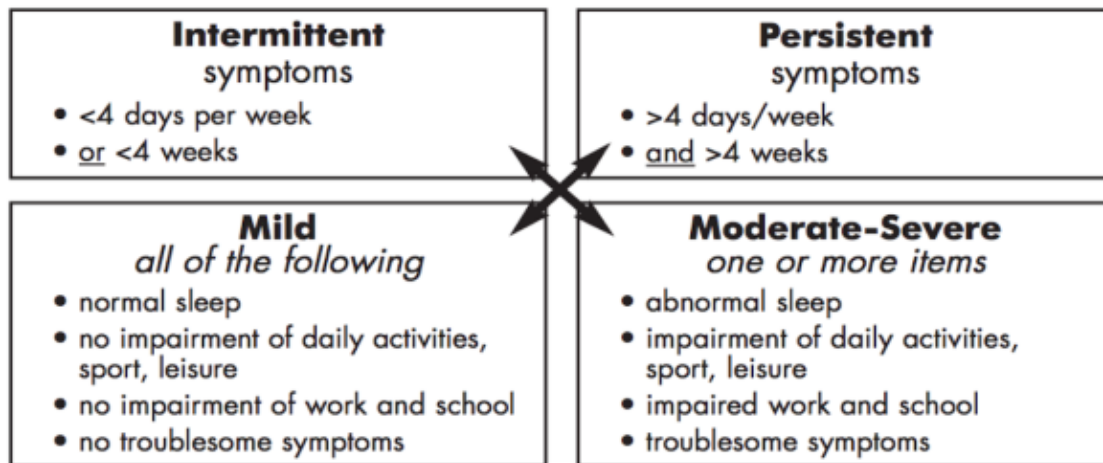 Intermittent
symptoms
• <4 days per week
• or <4 weeks
Persistent
symptoms
• >4 days/week
• and >4 weeks
Mild
all of the following
• normal sleep
• no impairment of daily activities,
sport, leisure
• no impairment of work and school
• no troublesome symptoms
Moderate-Severe
one or more items
• abnormal sleep
• impairment of daily activities,
sport, leisure
• impaired work and school
• troublesome symptoms